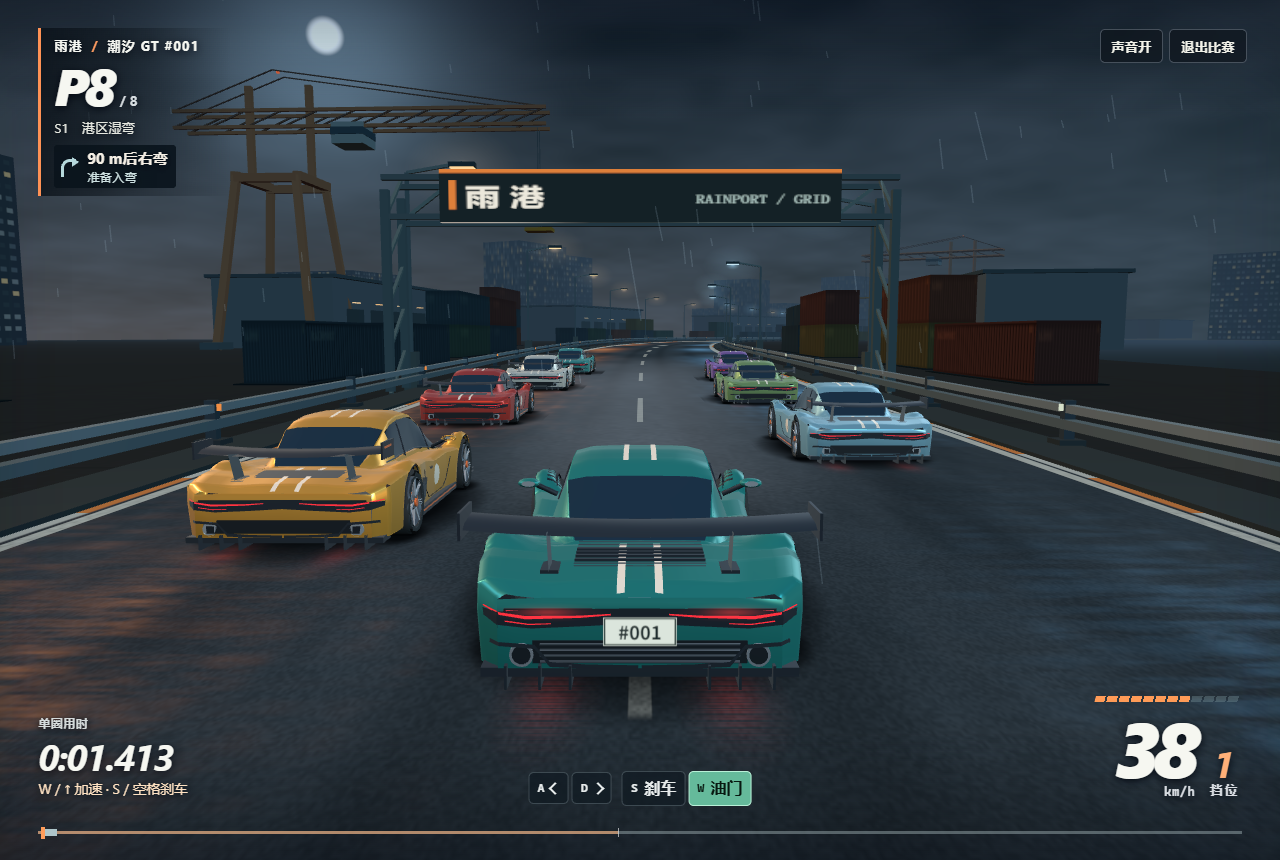 雨港 / 潮汐 GT #001
P8 / 8
S1 港区湿弯
90 m后右弯
准备入弯
声音开
退出比赛
雨港
RAINPORT / GRID
#001
单圈用时
0:01.413
W / ↑ 加速 · S / 空格刹车
A <
D >
S 刹车
W 油门
38
km/h
1
挡位